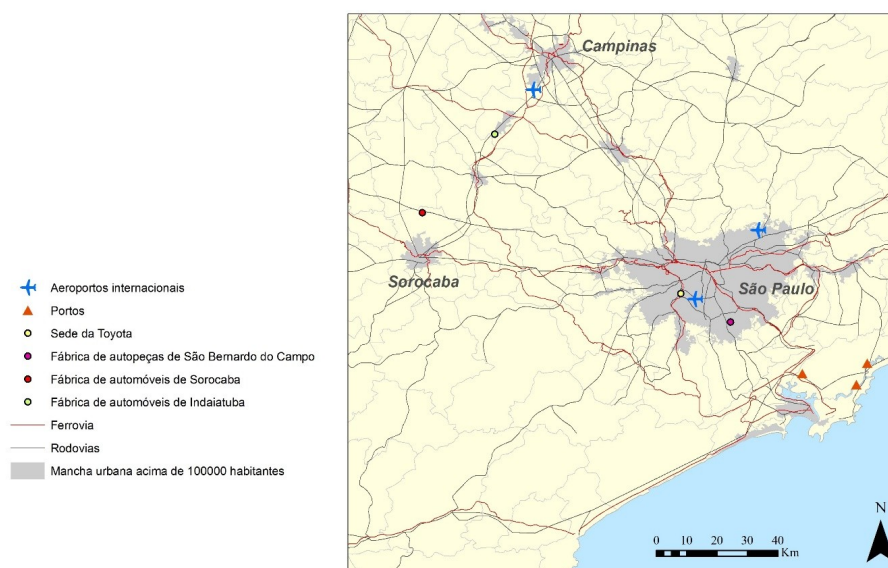 Campinas
Sorocaba
São Paulo
Aeroportos internacionais
Portos
Sede da Toyota
Fábrica de autopeças de São Bernardo do Campo
Fábrica de automóveis de Sorocaba
Fábrica de automóveis de Indaiatuba
Ferrovia
Rodovias
Mancha urbana acima de 100000 habitantes
N
0 5 10 20 30 40
Km